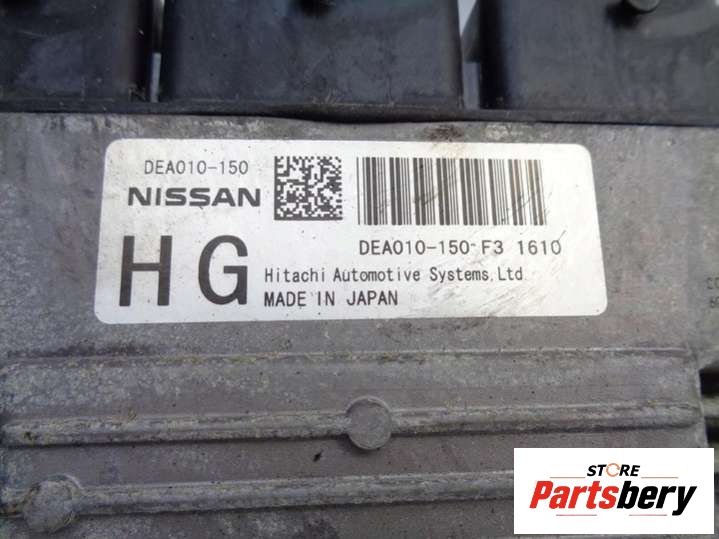 DEA010-150
NISSAN
DEA010-150 F3 1610
HG
Hitachi Automotive Systems, Ltd
MADE IN JAPAN
STORE
Partsbery